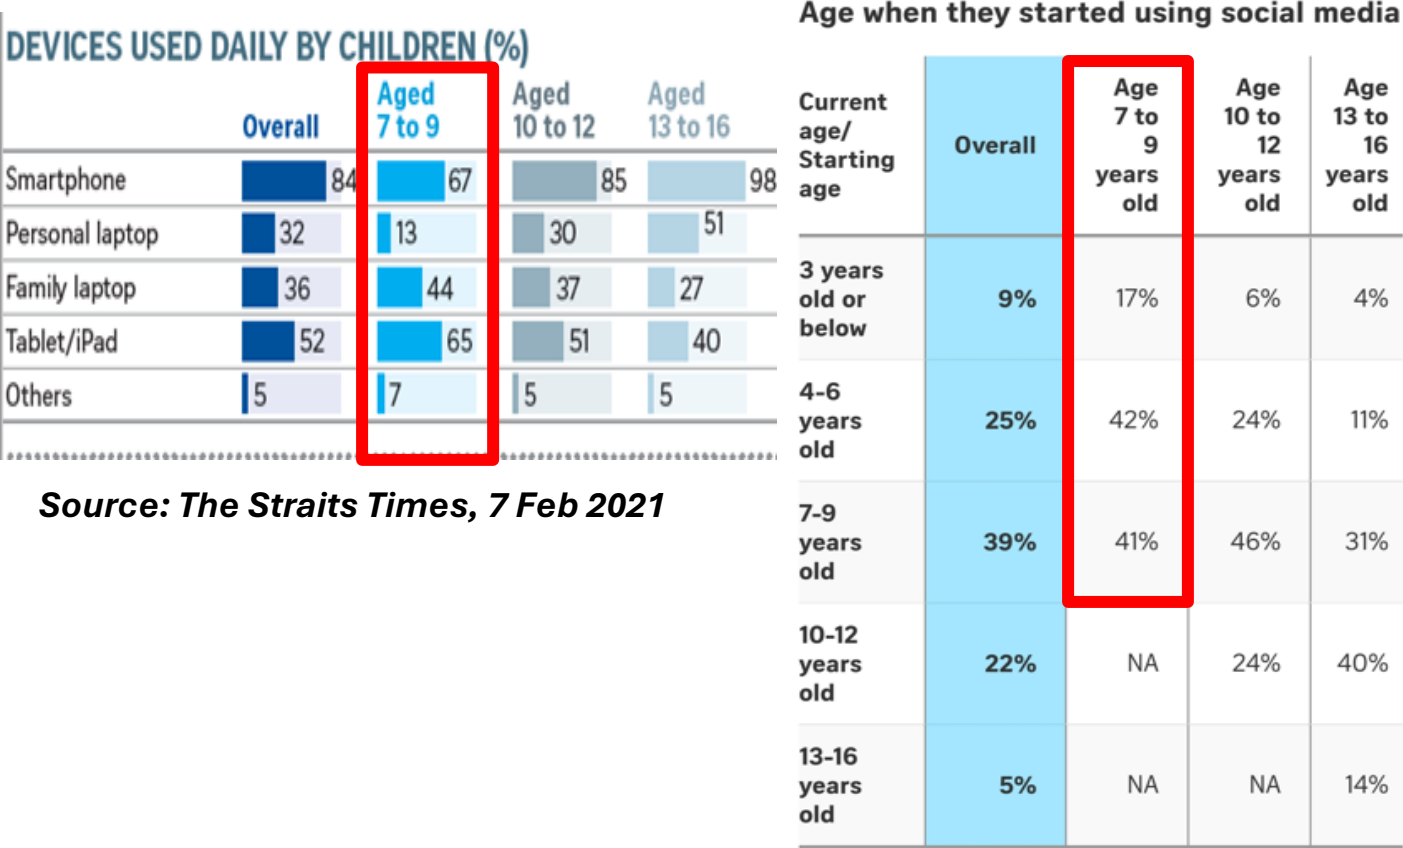 DEVICES USED DAILY BY CHILDREN (%)
Overall
Aged
7 to 9
Aged
10 to 12
Aged
13 to 16
Smartphone 84 67 85 98
Personal laptop 32 13 30 51
Family laptop 36 44 37 27
Tablet/iPad 52 65 51 40
Others 5 7 5 5
Source: The Straits Times, 7 Feb 2021
Age when they started using social media
Current
age/
Starting
age
Overall
Age
7 to
9
years
old
Age
10 to
12
years
old
Age
13 to
16
years
old
3 years
old or
below
9% 17% 6% 4%
4-6
years
old
25% 42% 24% 11%
7-9
years
old
39% 41% 46% 31%
10-12
years
old
22% NA 24% 40%
13-16
years
old
5% NA NA 14%